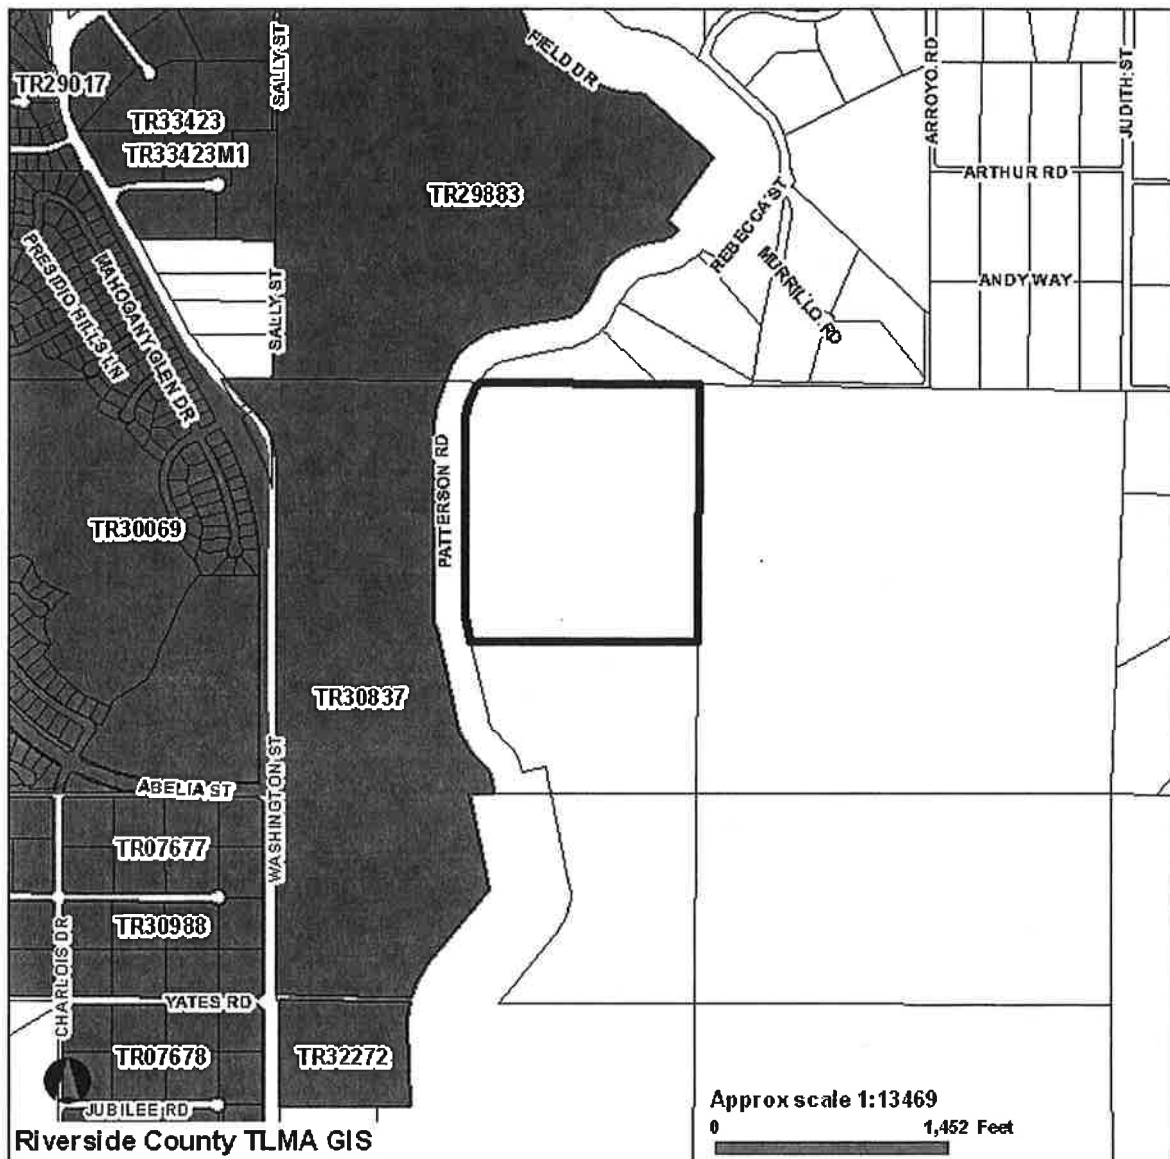 SALLY ST
FIELD DR
ARROYO RD
JUDITH ST
TR29017
TR33423
TR33423M1
ARTHUR RD
TR29883
REBECCA ST
MURRILLO RD
ANDY WAY
PRESIDIO HILLS LN
MAHOGANY GLEN DR
SALLY ST
PATTERSON RD
TR30069
TR30837
WASHINGTON ST
ABELIA ST
TR07677
TR30988
CHARLOIS DR
YATES RD
TR07678
TR32272
JUBILEE RD
Approx scale 1:13469
0 1,452 Feet
Riverside County TLMA GIS